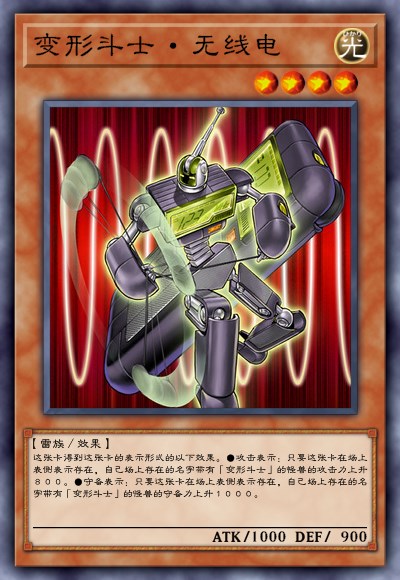 变形斗士·无线电
光
【雷族／效果】
这张卡得到这张卡的表示形式的以下效果。●攻击表示：只要这张卡在场上
表侧表示存在，自己场上存在的名字带有「变形斗士」的怪兽的攻击力上升
８００。●守备表示：只要这张卡在场上表侧表示存在，自己场上存在的名
字带有「变形斗士」的怪兽的守备力上升１０００。
ATK/1000 DEF/ 900